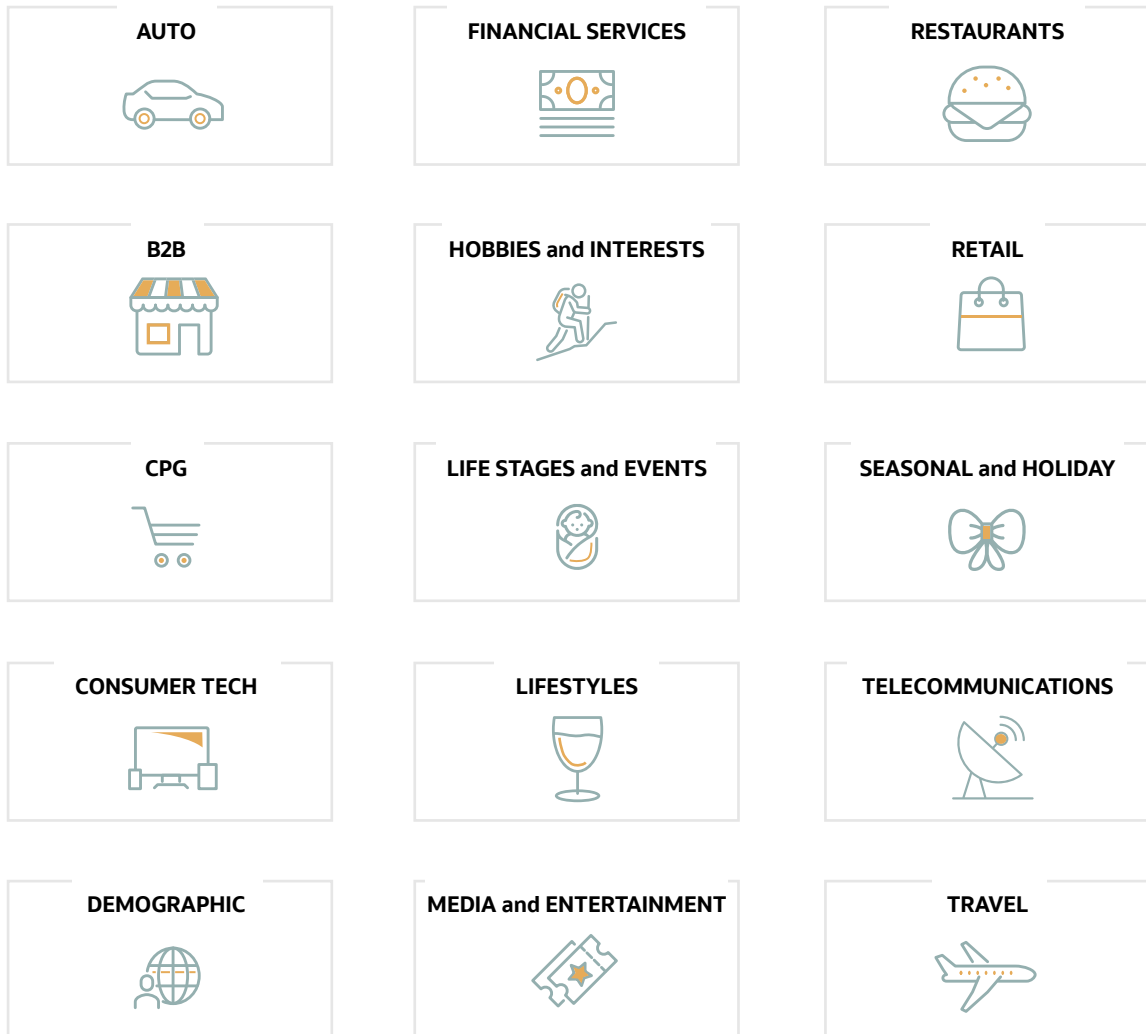 AUTO
FINANCIAL SERVICES
RESTAURANTS
B2B
HOBBIES and INTERESTS
RETAIL
CPG
LIFE STAGES and EVENTS
SEASONAL and HOLIDAY
CONSUMER TECH
LIFESTYLES
TELECOMMUNICATIONS
DEMOGRAPHIC
MEDIA and ENTERTAINMENT
TRAVEL